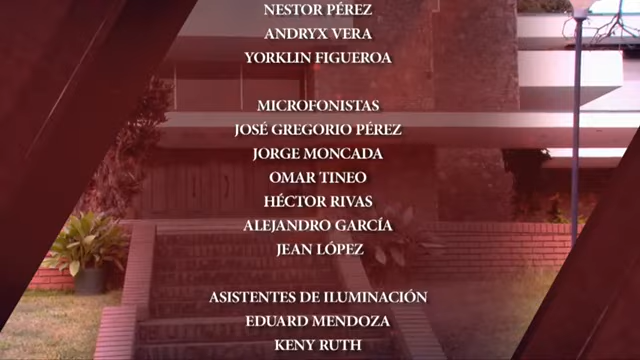 NESTOR PÉREZ
ANDRYX VERA
YORKLIN FIGUEROA
MICROFONISTAS
JOSÉ GREGORIO PÉREZ
JORGE MONCADA
OMAR TINEO
HÉCTOR RIVAS
ALEJANDRO GARCÍA
JEAN LÓPEZ
ASISTENTES DE ILUMINACIÓN
EDUARD MENDOZA
KENY RUTH